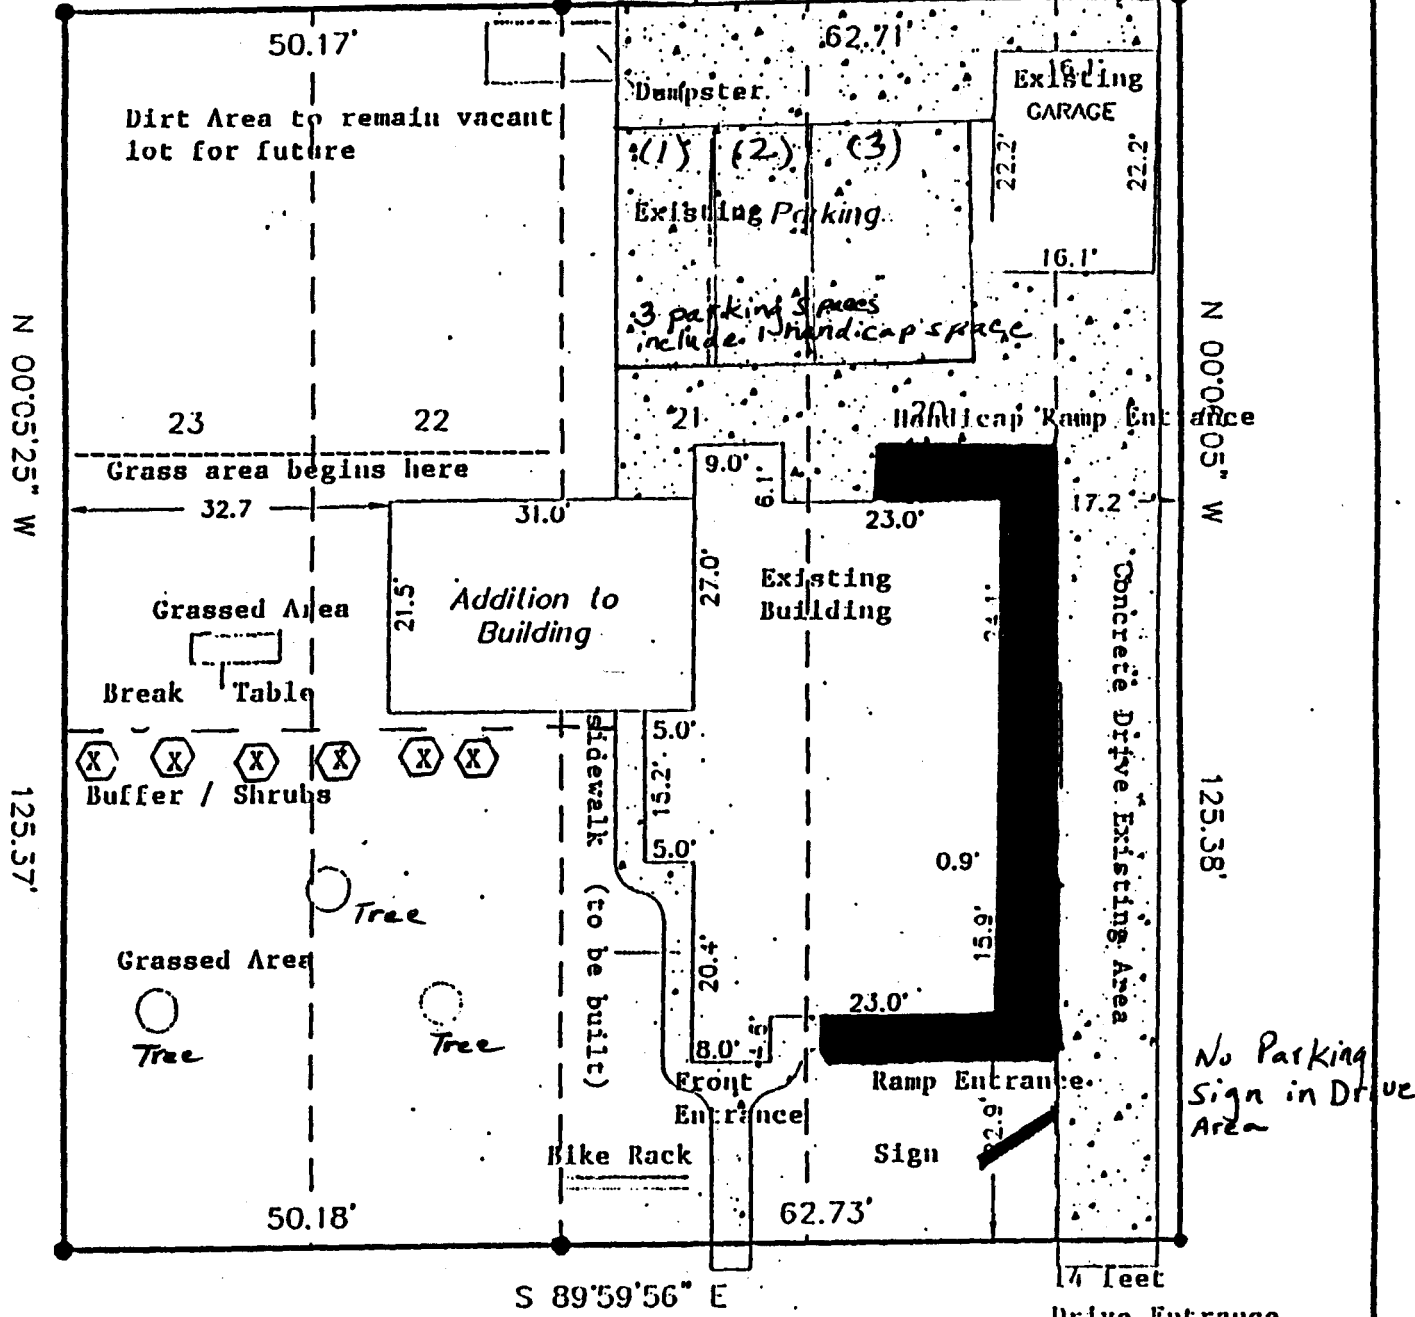 50.17'
62.71'
16.1'
Existing
GARAGE
Dumpster
Dirt Area to remain vacant
lot for future
(1) (2) (3)
22.2'
22.2'
Existing Parking
16.1'
3 parking spaces
include 1 handicap space
N 00°05'25" W
23
22
21
20
Handicap Ramp Entrance
Grass area begins here
9.0'
6.1'
32.7
31.0'
23.0'
17.2
21.5'
27.0'
Addition to
Building
Existing
Building
Grassed Area
Break Table
Concrete Drive Existing Area
5.0'
sidewalk (to be built)
15.2'
5.0'
X X X X X X
Buffer / Shrubs
125.37'
125.38'
0.9'
15.9'
Tree
Grassed Area
20.4'
23.0'
Tree
Tree
8.0'
Front
Entrance
Ramp Entrance
No Parking
Sign in Drive
Area
22.9'
Sign
Bike Rack
50.18'
62.73'
S 89°59'56" E
14 feet
Drive Entrance